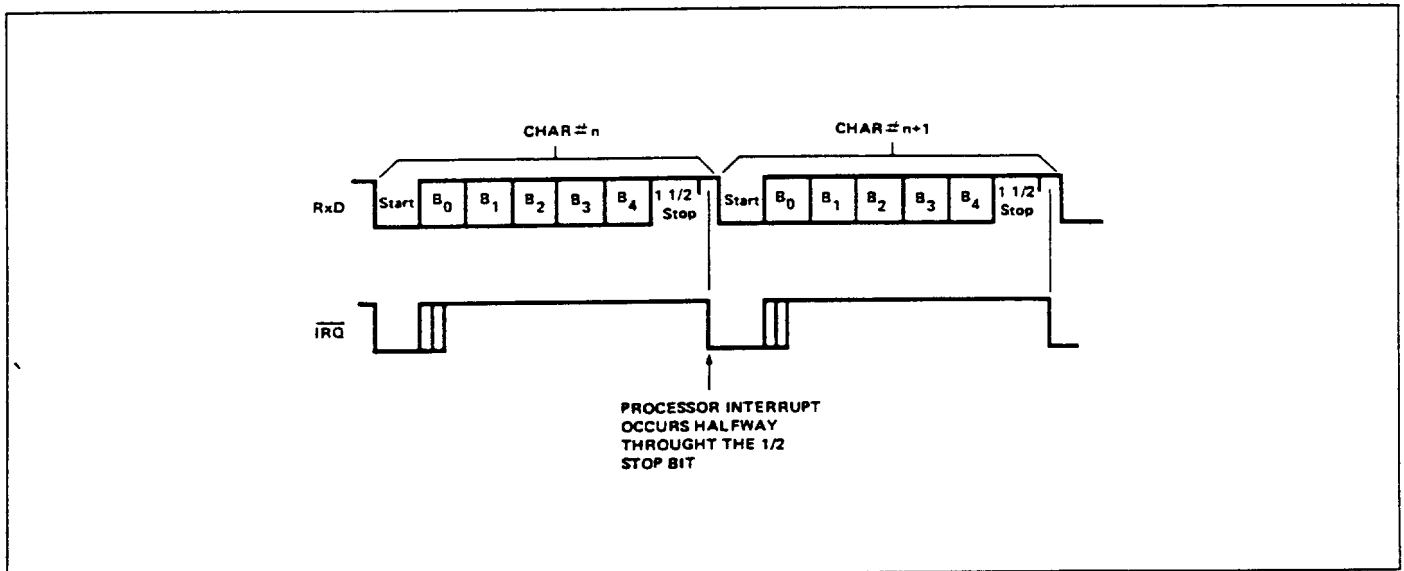 CHAR # n
CHAR # n+1
RxD
Start
B0
B1
B2
B3
B4
1 1/2
Stop
Start
B0
B1
B2
B3
B4
1 1/2
Stop
IRQ
PROCESSOR INTERRUPT
OCCURS HALFWAY
THROUGHT THE 1/2
STOP BIT